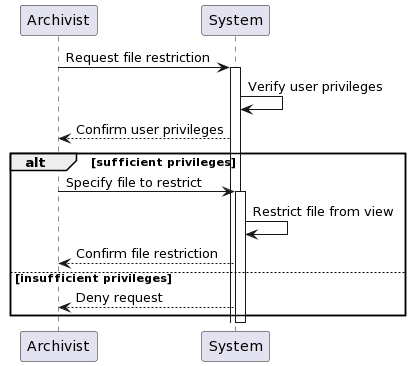 Archivist System
Request file restriction
Verify user privileges
Confirm user privileges
alt [sufficient privileges]
Specify file to restrict
Restrict file from view
Confirm file restriction
[insufficient privileges]
Deny request
Archivist System